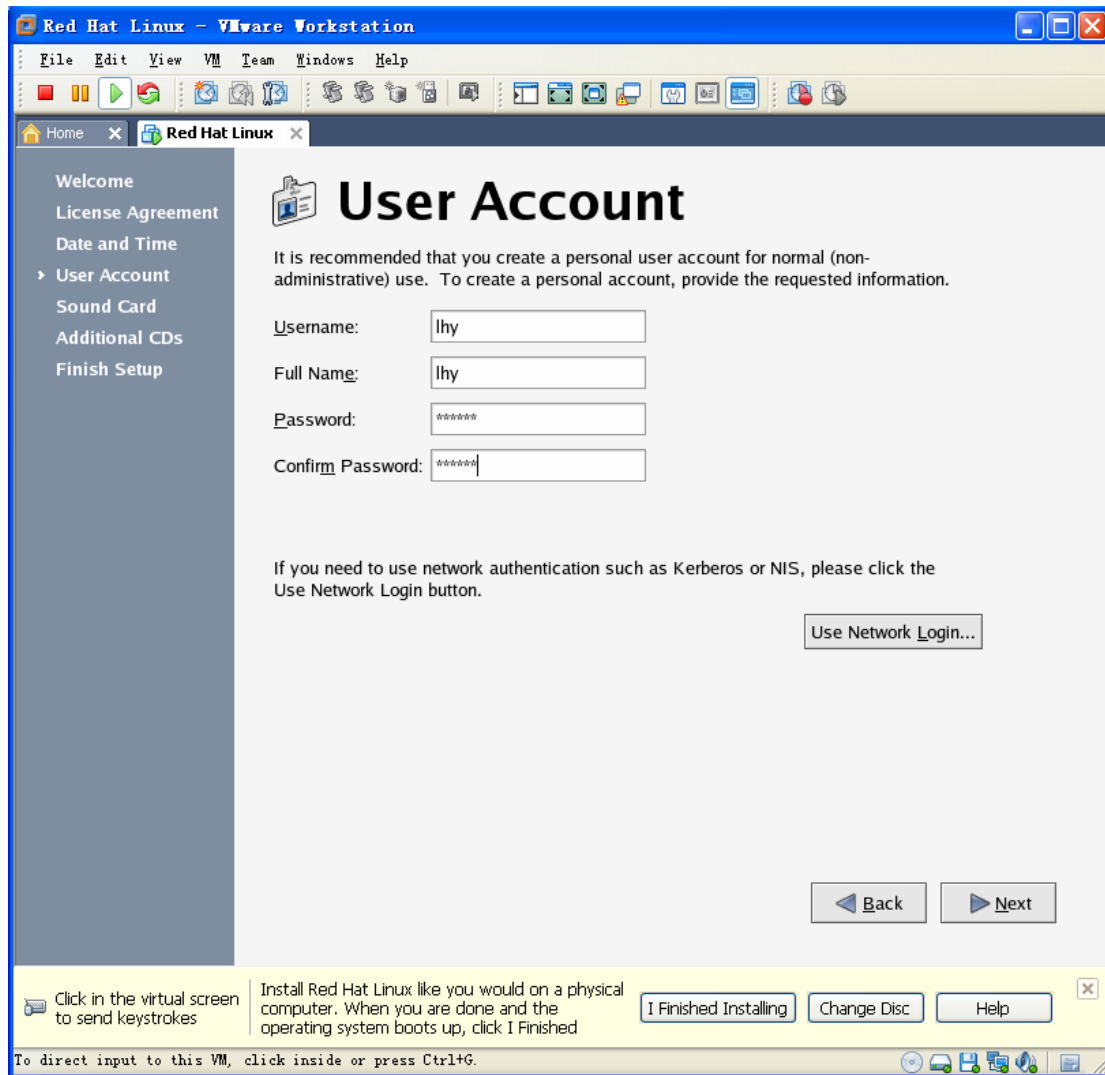 Red Hat Linux - VMware Workstation
File Edit View VM Team Windows Help
Home Red Hat Linux
Welcome
License Agreement
Date and Time
User Account
Sound Card
Additional CDs
Finish Setup
User Account
It is recommended that you create a personal user account for normal (non-
administrative) use. To create a personal account, provide the requested information.
Username: lhy
Full Name: lhy
Password: ******
Confirm Password: ******
If you need to use network authentication such as Kerberos or NIS, please click the
Use Network Login button.
Use Network Login...
Back Next
Click in the virtual screen
to send keystrokes
Install Red Hat Linux like you would on a physical
computer. When you are done and the
operating system boots up, click I Finished
I Finished Installing Change Disc Help
To direct input to this VM, click inside or press Ctrl+G.